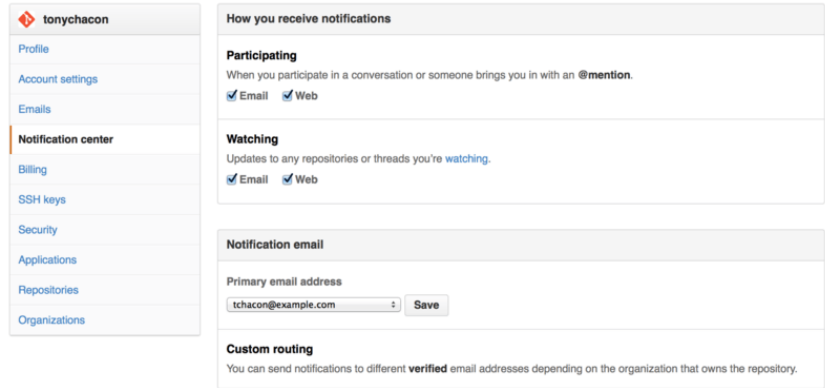 tonychacon
Profile
Account settings
Emails
Notification center
Billing
SSH keys
Security
Applications
Repositories
Organizations
How you receive notifications
Participating
When you participate in a conversation or someone brings you in with an @mention.
Email Web
Watching
Updates to any repositories or threads you're watching.
Email Web
Notification email
Primary email address
tchacon@example.com Save
Custom routing
You can send notifications to different verified email addresses depending on the organization that owns the repository.